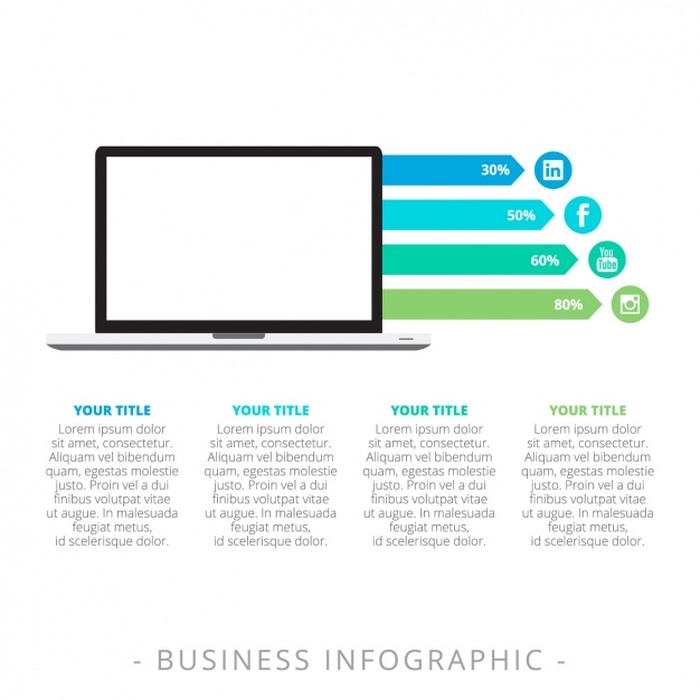 30%
in
50%
f
60%
You
Tube
80%
YOUR TITLE
Lorem ipsum dolor
sit amet, consectetur.
Aliquam vel bibendum
quam, egestas molestie
justo. Proin vel a dui
finibus volutpat vitae
ut augue. In malesuada
feugiat metus,
id scelerisque dolor.
YOUR TITLE
Lorem ipsum dolor
sit amet, consectetur.
Aliquam vel bibendum
quam, egestas molestie
justo. Proin vel a dui
finibus volutpat vitae
ut augue. In malesuada
feugiat metus,
id scelerisque dolor.
YOUR TITLE
Lorem ipsum dolor
sit amet, consectetur.
Aliquam vel bibendum
quam, egestas molestie
justo. Proin vel a dui
finibus volutpat vitae
ut augue. In malesuada
feugiat metus,
id scelerisque dolor.
YOUR TITLE
Lorem ipsum dolor
sit amet, consectetur.
Aliquam vel bibendum
quam, egestas molestie
justo. Proin vel a dui
finibus volutpat vitae
ut augue. In malesuada
feugiat metus,
id scelerisque dolor.
- BUSINESS INFOGRAPHIC -